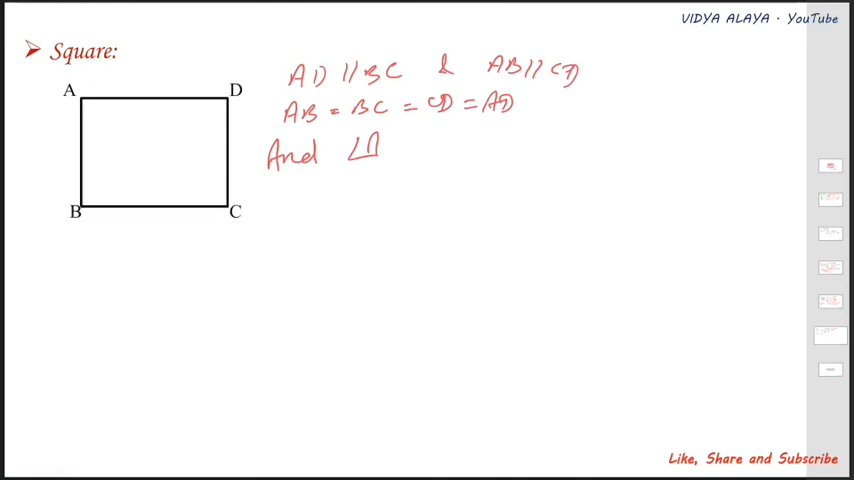 VIDYA ALAYA · YouTube
➤ Square:
A D
B C
AD // BC & AB // CD
AB = BC = CD = AD
And ∠A
Like, Share and Subscribe